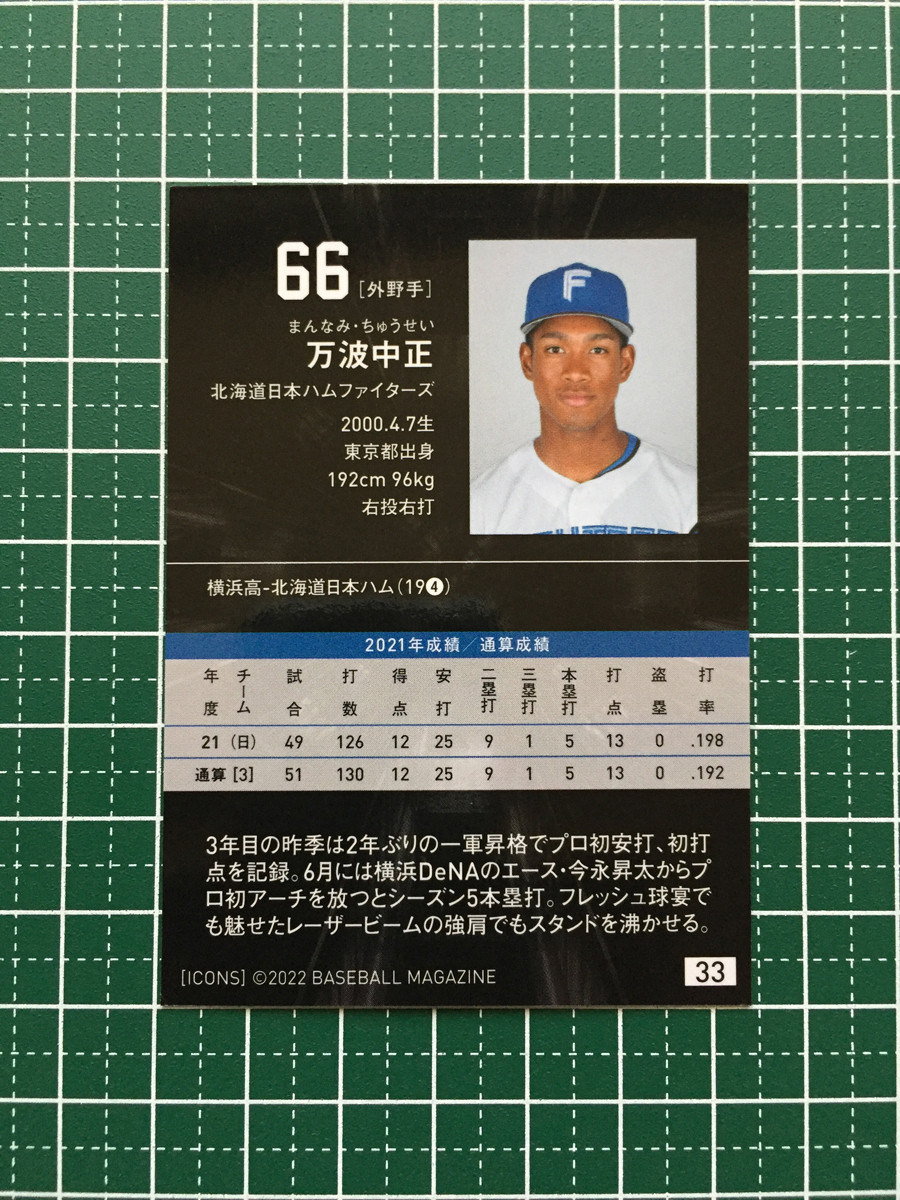 66 [外野手]
まんなみ・ちゅうせい
万波中正
北海道日本ハムファイターズ
2000.4.7生
東京都出身
192cm 96kg
右投右打
F
横浜高-北海道日本ハム(19❹)
2021年成績／通算成績
年度 チーム 試合 打数 得点 安打 二塁打 三塁打 本塁打 打点 盗塁 打率
21 (日) 49 126 12 25 9 1 5 13 0 .198
通算 [3] 51 130 12 25 9 1 5 13 0 .192
3年目の昨季は2年ぶりの一軍昇格でプロ初安打、初打
点を記録。6月には横浜DeNAのエース・今永昇太からプ
ロ初アーチを放つとシーズン5本塁打。フレッシュ球宴で
も魅せたレーザービームの強肩でもスタンドを沸かせる。
[ICONS] ©2022 BASEBALL MAGAZINE
33